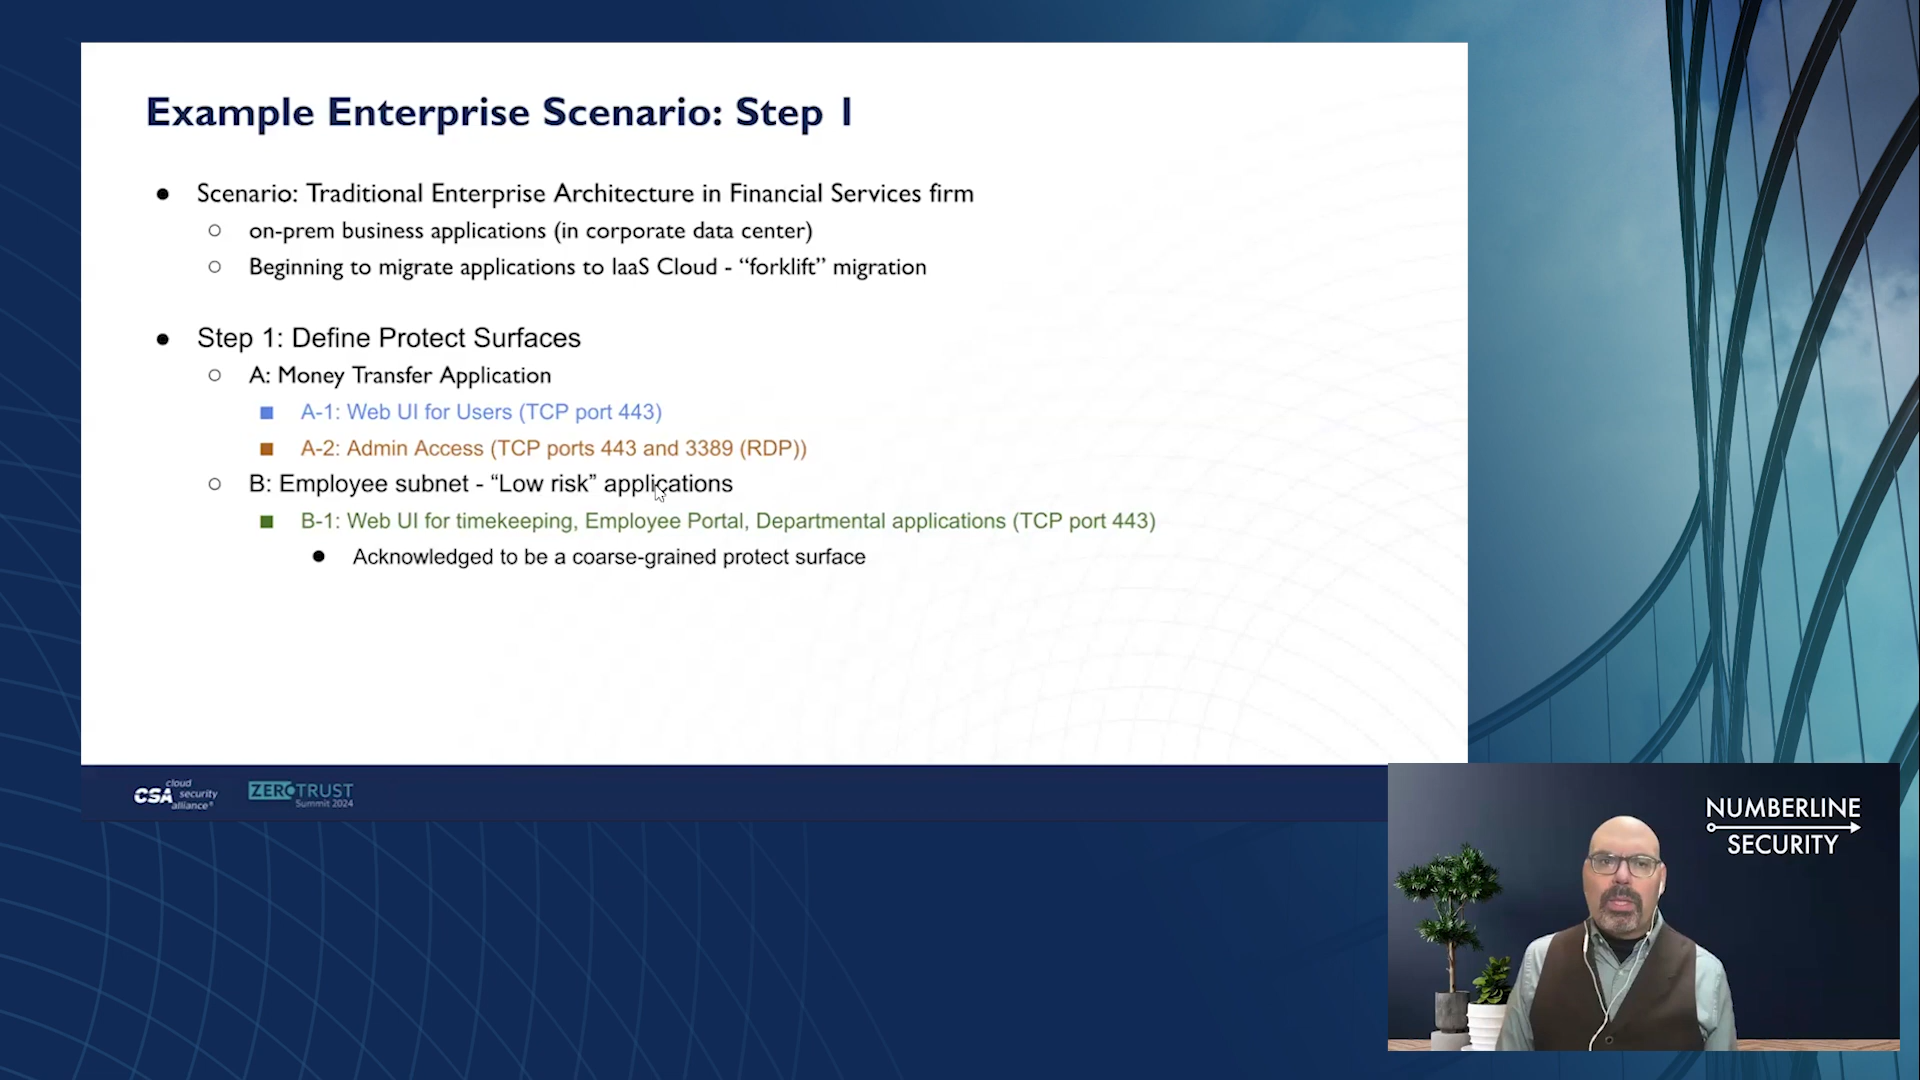 Example Enterprise Scenario: Step 1
● Scenario: Traditional Enterprise Architecture in Financial Services firm
○ on-prem business applications (in corporate data center)
○ Beginning to migrate applications to IaaS Cloud - “forklift” migration
● Step 1: Define Protect Surfaces
○ A: Money Transfer Application
■ A-1: Web UI for Users (TCP port 443)
■ A-2: Admin Access (TCP ports 443 and 3389 (RDP))
○ B: Employee subnet - “Low risk” applications
■ B-1: Web UI for timekeeping, Employee Portal, Departmental applications (TCP port 443)
● Acknowledged to be a coarse-grained protect surface
CSA cloud security alliance®
ZEROTRUST
Summit 2024
NUMBERLINE
SECURITY